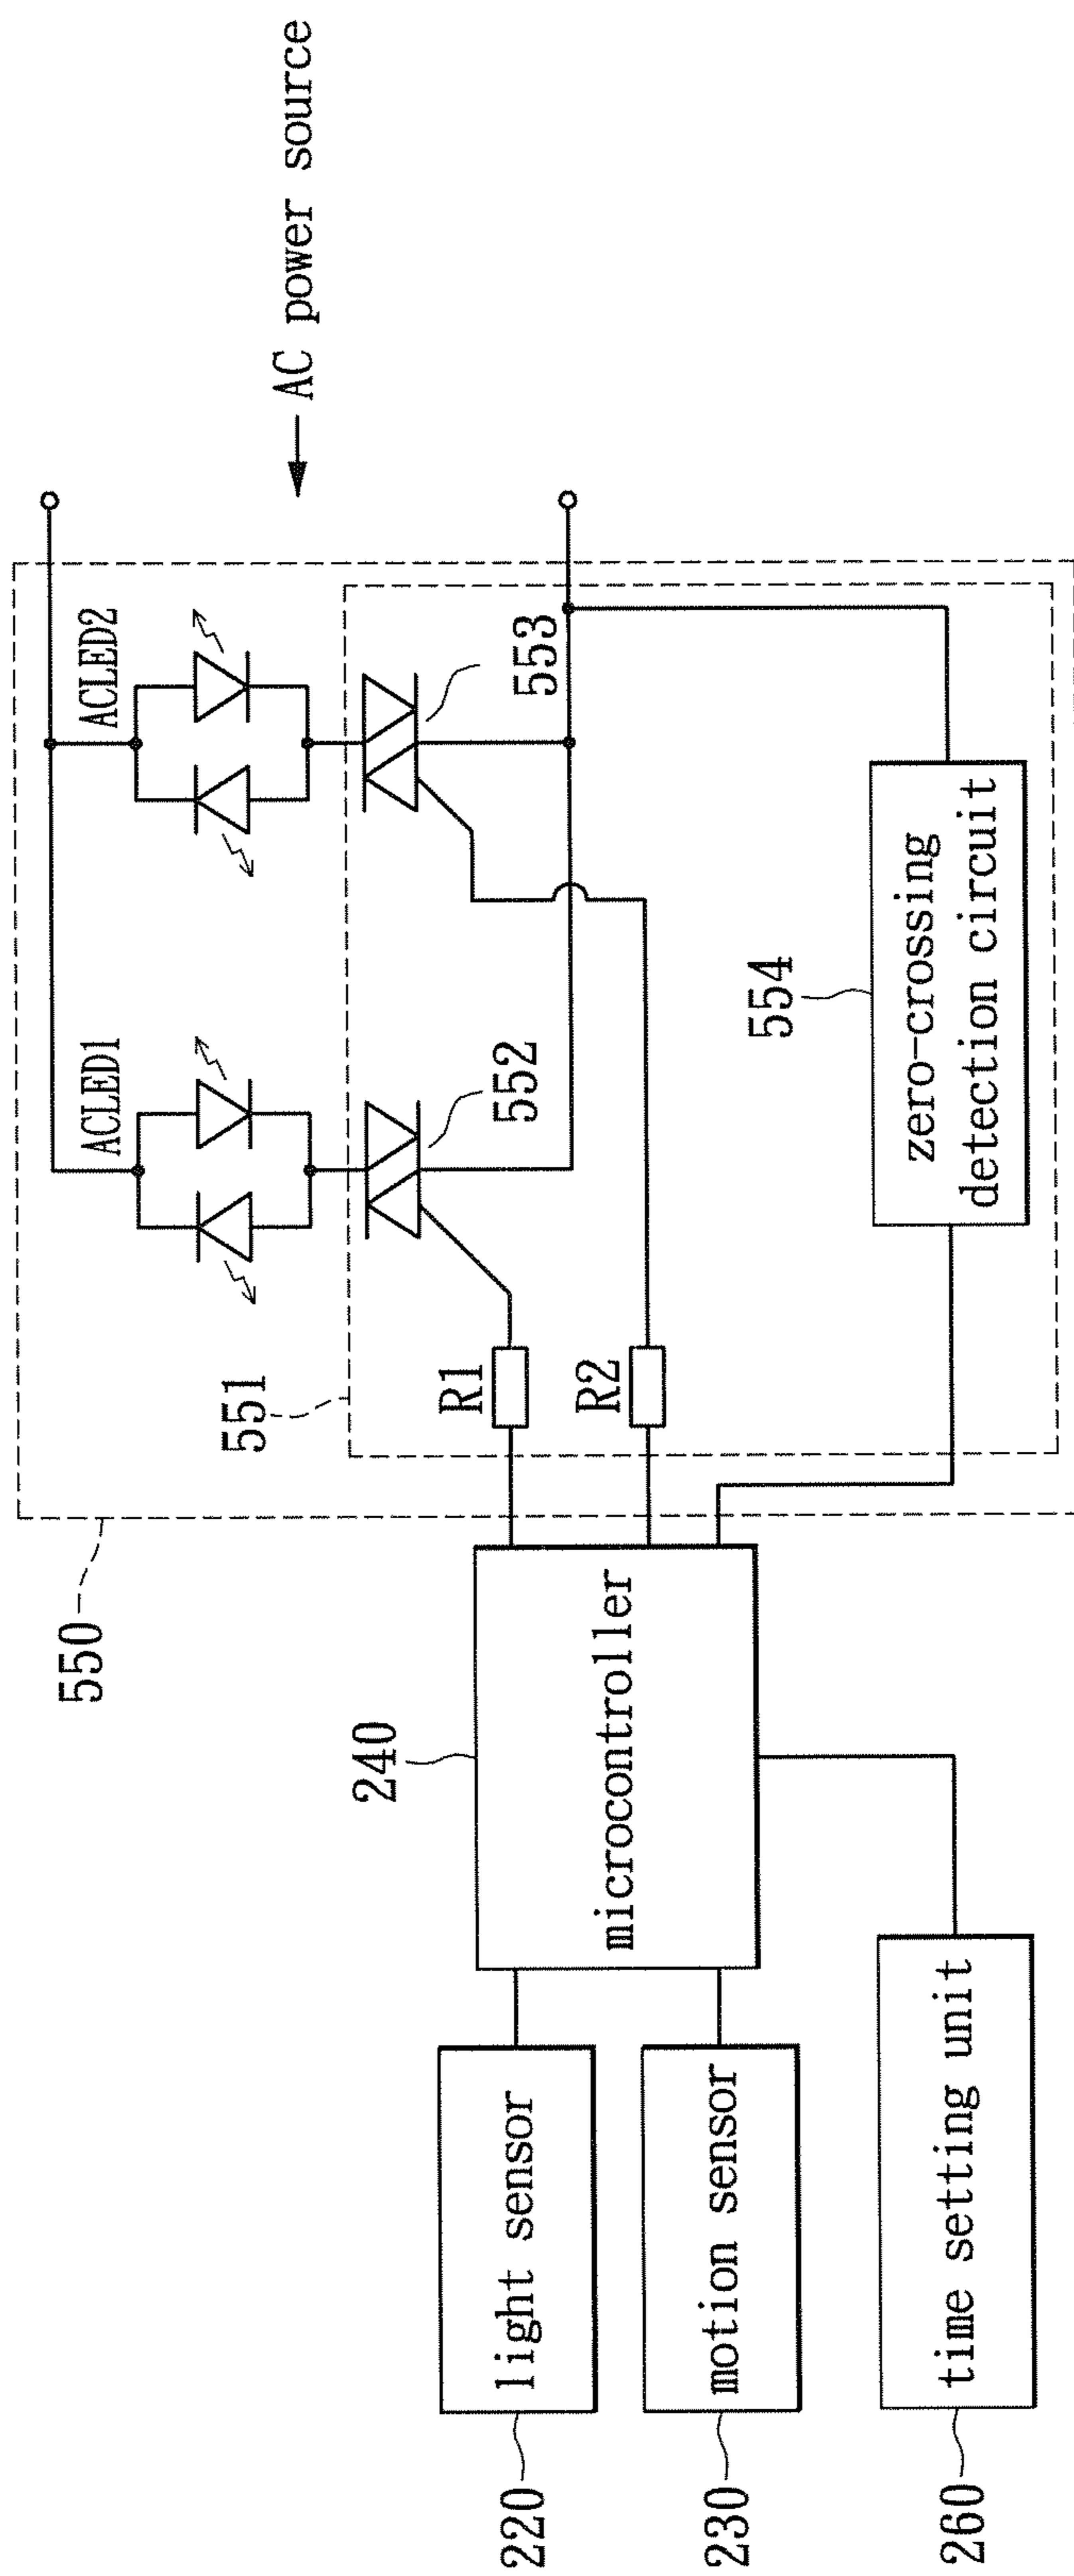 ACLED1
ACLED2
AC power source
550
551
552
553
R1
R2
240
microcontroller
554
zero-crossing
detection circuit
220
light sensor
230
motion sensor
260
time setting unit